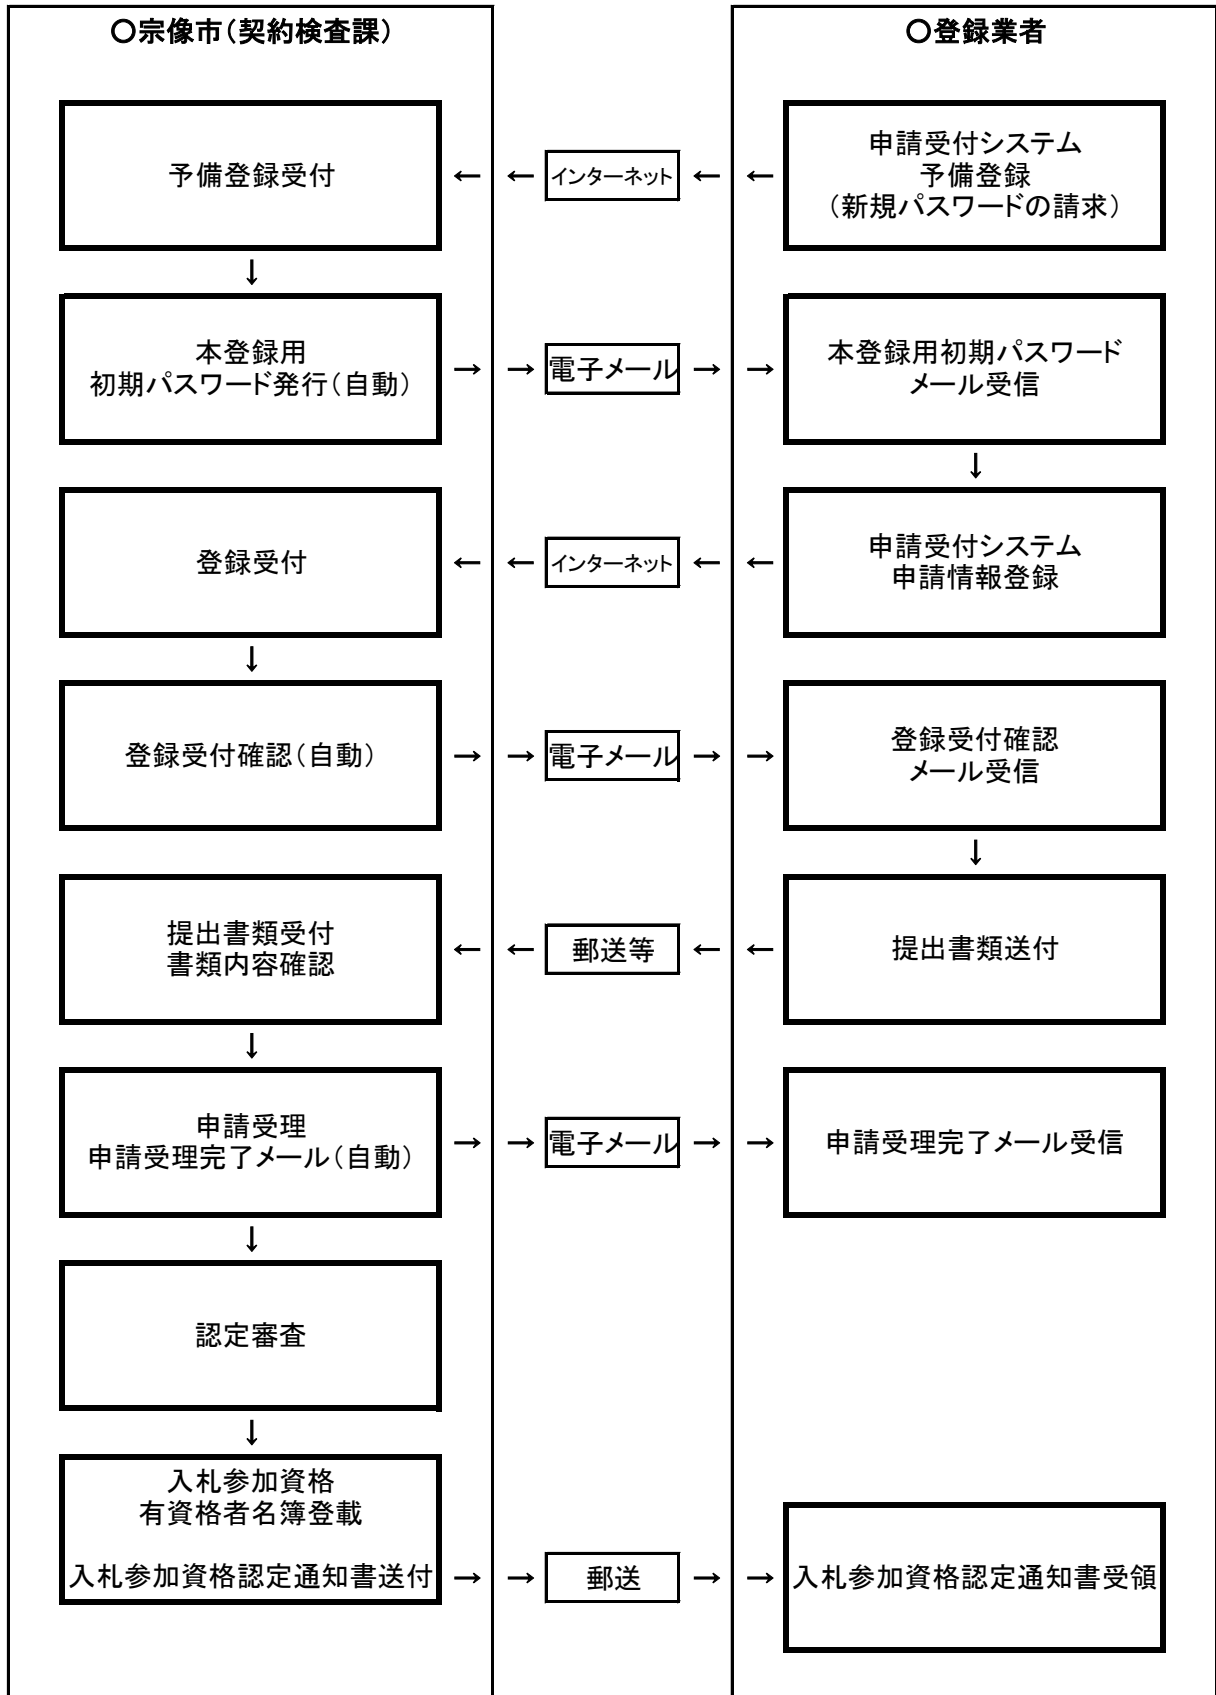 ○宗像市（契約検査課）
○登録業者
予備登録受付
←
←
インターネット
←
←
申請受付システム
予備登録
（新規パスワードの請求）
↓
本登録用
初期パスワード発行（自動）
→
→
電子メール
→
→
本登録用初期パスワード
メール受信
↓
登録受付
←
←
インターネット
←
←
申請受付システム
申請情報登録
↓
登録受付確認（自動）
→
→
電子メール
→
→
登録受付確認
メール受信
↓
提出書類受付
書類内容確認
←
←
郵送等
←
←
提出書類送付
↓
申請受理
申請受理完了メール（自動）
→
→
電子メール
→
→
申請受理完了メール受信
↓
認定審査
↓
入札参加資格
有資格者名簿登載
入札参加資格認定通知書送付
→
→
郵送
→
→
入札参加資格認定通知書受領